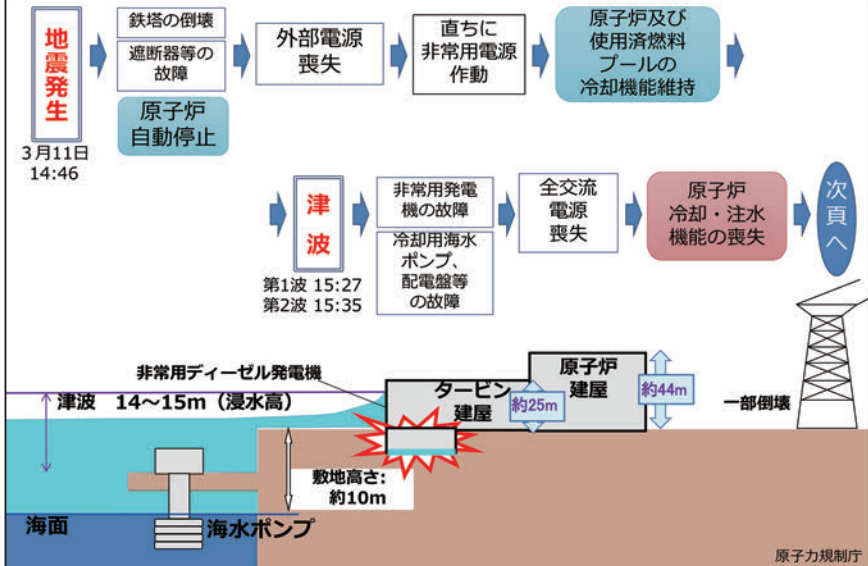 地震発生
3月11日
14:46
鉄塔の倒壊
遮断器等の
故障
原子炉
自動停止
外部電源
喪失
直ちに
非常用電源
作動
原子炉及び
使用済燃料
プールの
冷却機能維持
津波
第1波 15:27
第2波 15:35
非常用発電
機の故障
冷却用海水
ポンプ、
配電盤等
の故障
全交流
電源
喪失
原子炉
冷却・注水
機能の喪失
次頁へ
非常用ディーゼル発電機
津波 14～15m（浸水高）
タービン
建屋
約25m
原子炉
建屋
約44m
一部倒壊
敷地高さ:
約10m
海面
海水ポンプ
原子力規制庁